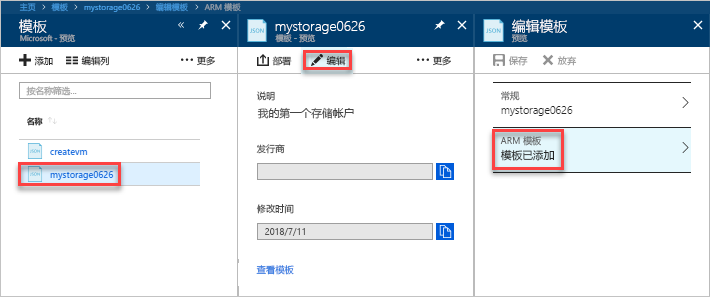 主页 > 模板 > mystorage0626 > 编辑模板 > ARM 模板
模板
Microsoft - 预览
添加
编辑列
更多
按名称筛选...
名称
JSON
createvm
JSON
mystorage0626
JSON
mystorage0626
模板 - 预览
部署
编辑
更多
说明
我的第一个存储帐户
发行商
修改时间
2018/7/11
查看模板
JSON
编辑模板
预览
保存
放弃
常规
mystorage0626
ARM 模板
模板已添加